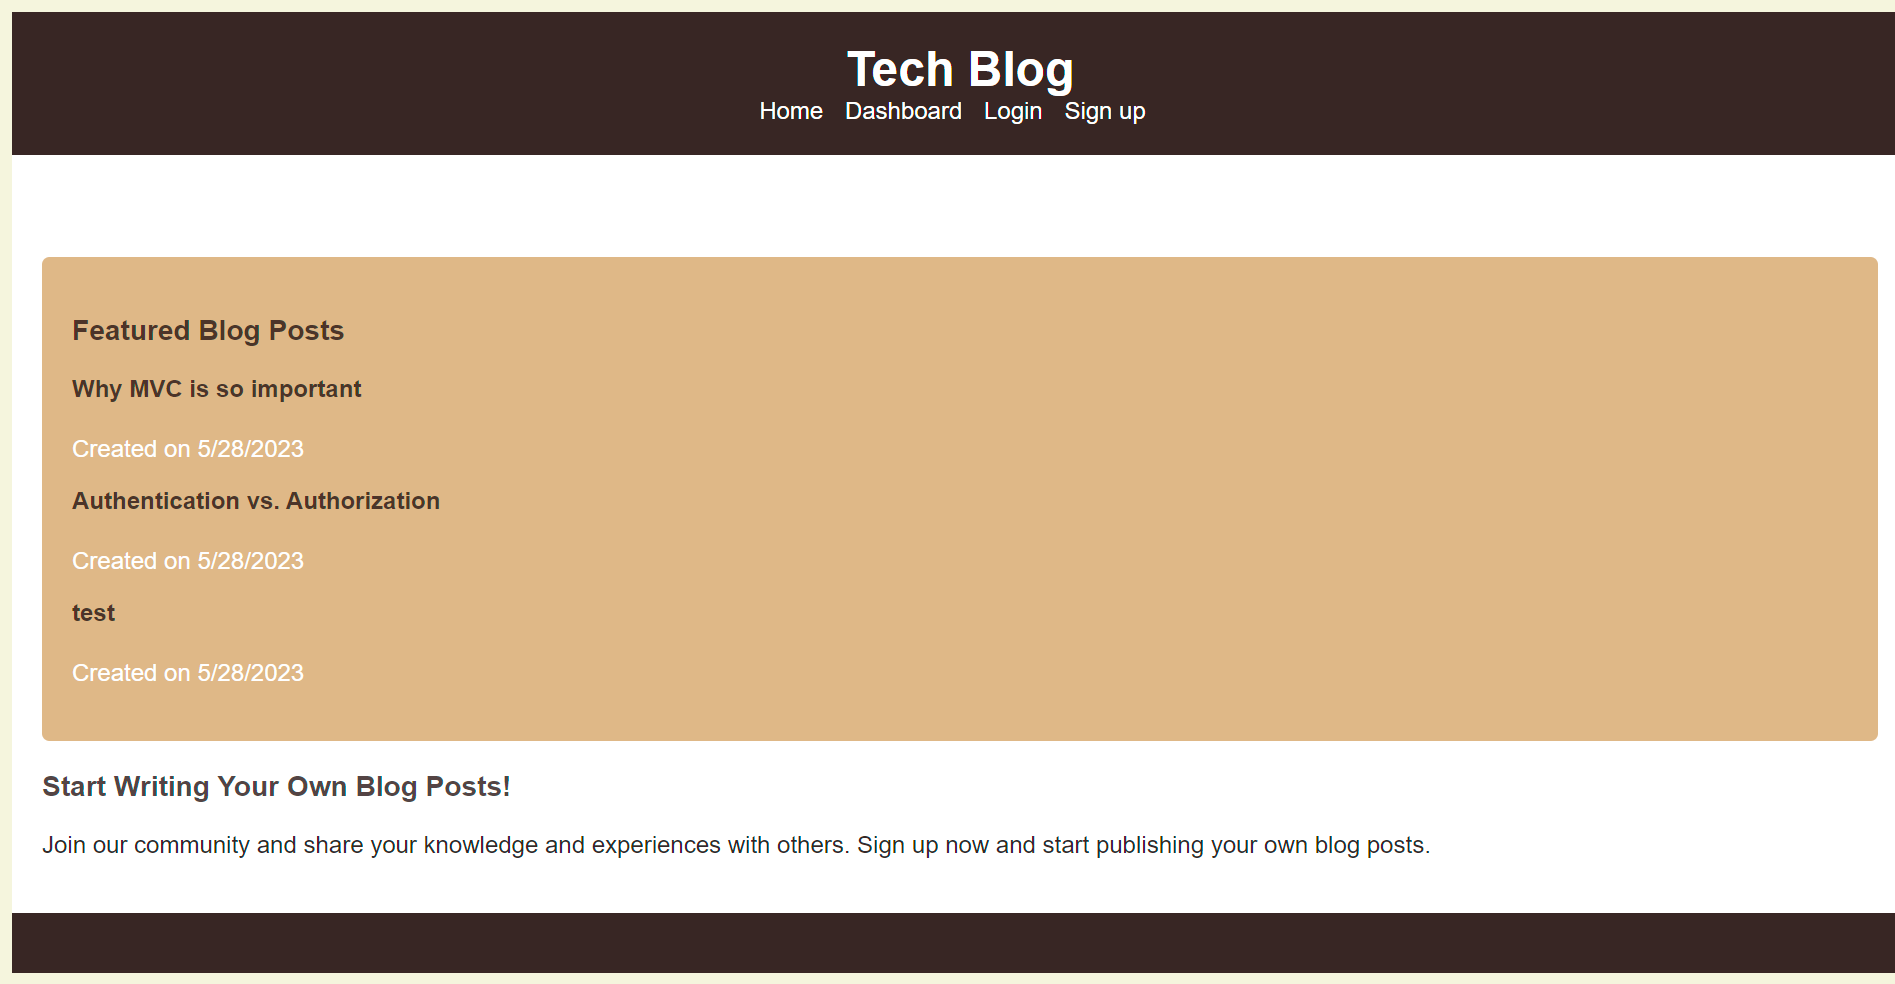 Tech Blog
Home Dashboard Login Sign up
Featured Blog Posts
Why MVC is so important
Created on 5/28/2023
Authentication vs. Authorization
Created on 5/28/2023
test
Created on 5/28/2023
Start Writing Your Own Blog Posts!
Join our community and share your knowledge and experiences with others. Sign up now and start publishing your own blog posts.